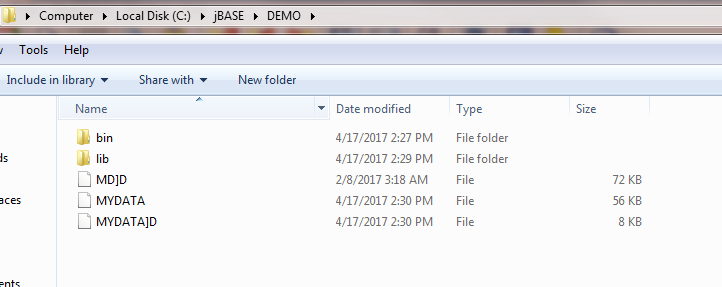 Computer ▸ Local Disk (C:) ▸ jBASE ▸ DEMO ▸
Tools Help
Include in library Share with New folder
Name Date modified Type Size
bin 4/17/2017 2:27 PM File folder
lib 4/17/2017 2:29 PM File folder
MD]D 2/8/2017 3:18 AM File 72 KB
MYDATA 4/17/2017 2:30 PM File 56 KB
MYDATA]D 4/17/2017 2:30 PM File 8 KB